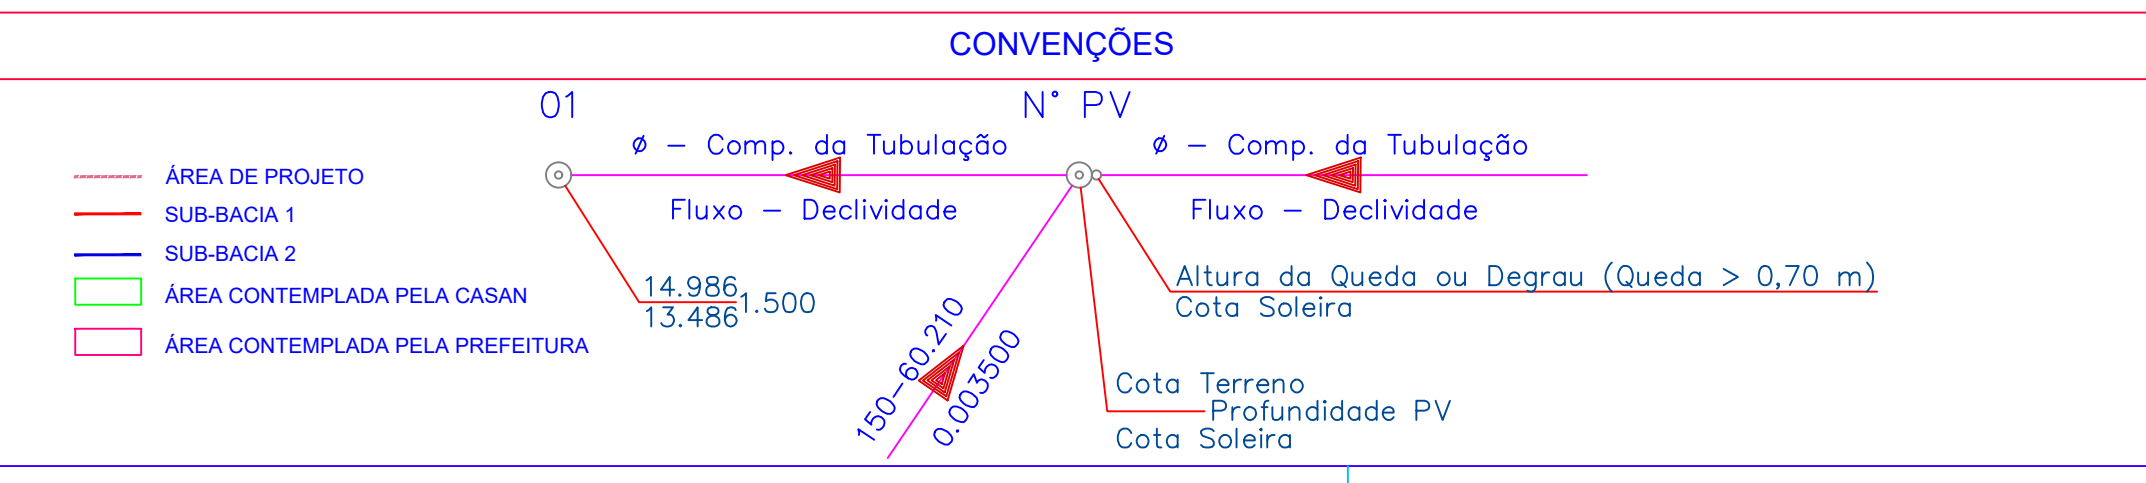 CONVENÇÕES
01
N° PV
ø - Comp. da Tubulação
ø - Comp. da Tubulação
ÁREA DE PROJETO
SUB-BACIA 1
SUB-BACIA 2
ÁREA CONTEMPLADA PELA CASAN
ÁREA CONTEMPLADA PELA PREFEITURA
Fluxo - Declividade
Fluxo - Declividade
14.986
1.500
13.486
Altura da Queda ou Degrau (Queda > 0,70 m)
Cota Soleira
150-60.210
0.003500
Cota Terreno
Profundidade PV
Cota Soleira